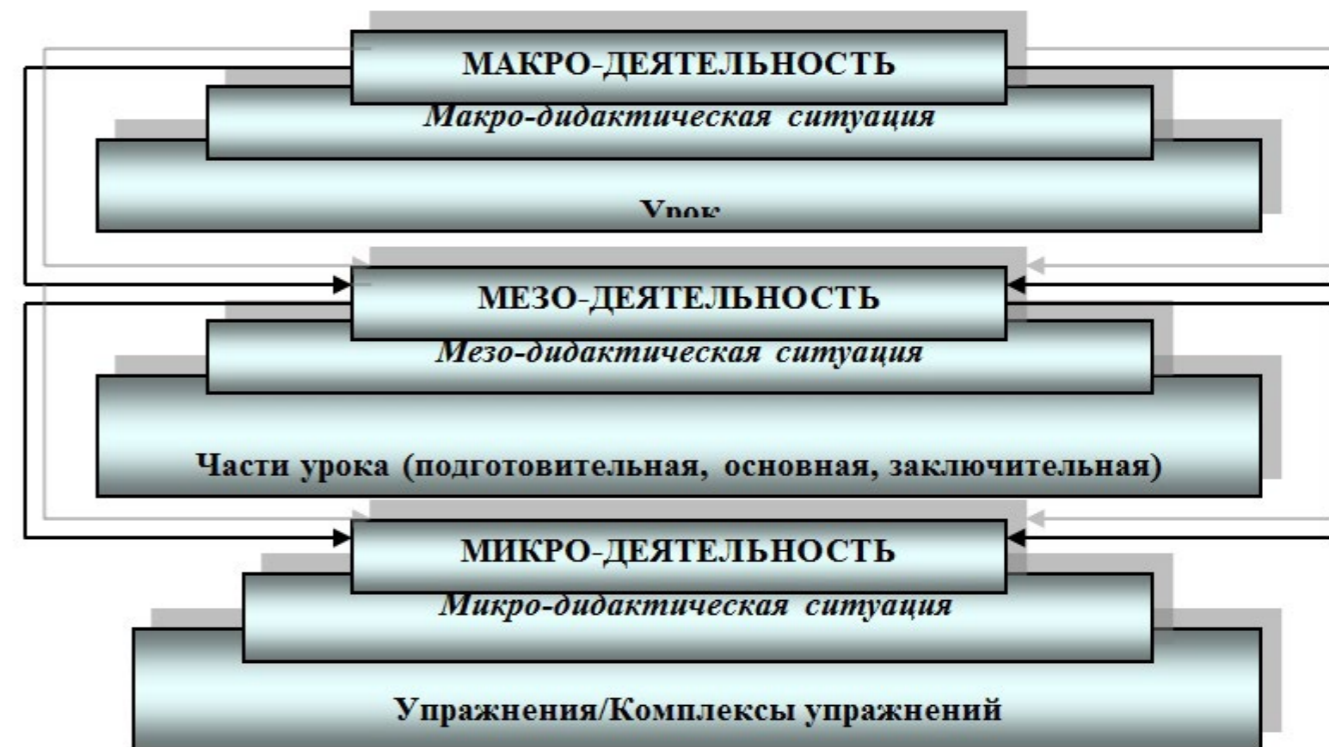 МАКРО-ДЕЯТЕЛЬНОСТЬ
Макро-дидактическая ситуация
Урок
МЕЗО-ДЕЯТЕЛЬНОСТЬ
Мезо-дидактическая ситуация
Части урока (подготовительная, основная, заключительная)
МИКРО-ДЕЯТЕЛЬНОСТЬ
Микро-дидактическая ситуация
Упражнения/Комплексы упражнений